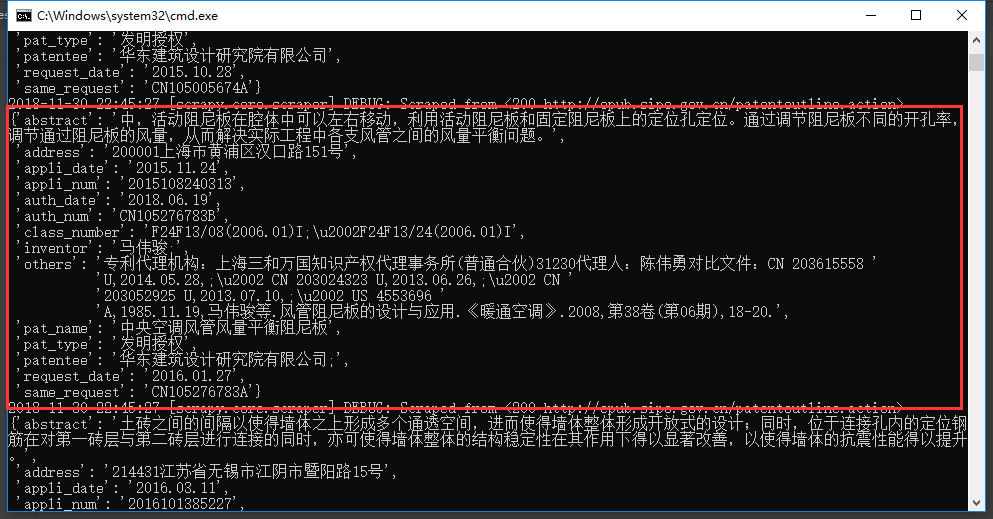 C:\Windows\system32\cmd.exe
'pat_type': '发明授权',
'patentee': '华东建筑设计研究院有限公司',
'request_date': '2015.10.28',
'same_request': 'CN105005674A'}
2018-11-30 22:45:27 [scrapy.core.scraper] DEBUG: Scraped from <200 http://epub.sipo.gov.cn/patentoutline.action>
{'abstract': '中，活动阻尼板在腔体中可以左右移动，利用活动阻尼板和固定阻尼板上的定位孔定位。通过调节阻尼板不同的开孔率，
调节通过阻尼板的风量，从而解决实际工程中各支风管之间的风量平衡问题。',
'address': '200001上海市黄浦区汉口路151号',
'appli_date': '2015.11.24',
'appli_num': '2015108240313',
'auth_date': '2018.06.19',
'auth_num': 'CN105276783B',
'class_number': 'F24F13/08(2006.01)I;\u2002F24F13/24(2006.01)I',
'inventor': '马伟骏;',
'others': '专利代理机构：上海三和万国知识产权代理事务所(普通合伙)31230代理人：陈伟勇对比文件：CN 203615558 '
'U,2014.05.28,;\u2002 CN 203024323 U,2013.06.26,;\u2002 CN '
'203052925 U,2013.07.10,;\u2002 US 4553696 '
'A,1985.11.19,马伟骏等.风管阻尼板的设计与应用.《暖通空调》.2008,第38卷(第06期),18-20.',
'pat_name': '中央空调风管风量平衡阻尼板',
'pat_type': '发明授权',
'patentee': '华东建筑设计研究院有限公司;',
'request_date': '2016.01.27',
'same_request': 'CN105276783A'}
2018-11-30 22:45:27 [scrapy.core.scraper] DEBUG: Scraped from <200 http://epub.sipo.gov.cn/patentoutline.action>
{'abstract': '土砖之间的间隔以使得墙体之上形成多个通透空间，进而使得墙体整体形成开放式的设计；同时，位于连接孔内的定位钢
筋在对第一砖层与第二砖层进行连接的同时，亦可使得墙体整体的结构稳定性在其作用下得以显著改善，以使得墙体的抗震性能得以提升
。',
'address': '214431江苏省无锡市江阴市暨阳路15号',
'appli_date': '2016.03.11',
'appli_num': '2016101385227',